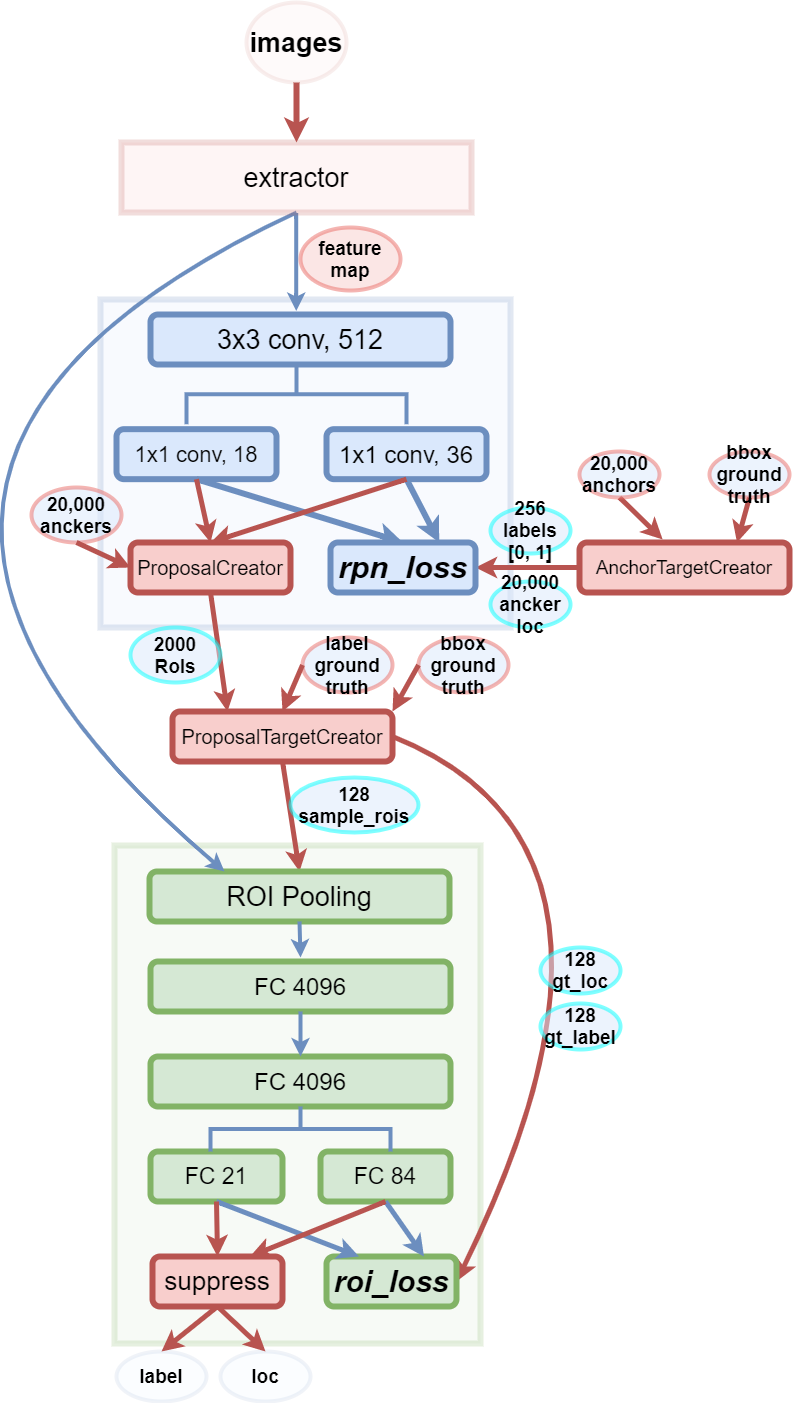 images
extractor
feature
map
3x3 conv, 512
1x1 conv, 18
1x1 conv, 36
20,000
anckers
20,000
anchors
bbox
ground
truth
256
labels
[0, 1]
ProposalCreator
rpn_loss
AnchorTargetCreator
20,000
ancker
loc
2000
RoIs
label
ground
truth
bbox
ground
truth
ProposalTargetCreator
128
sample_rois
ROI Pooling
FC 4096
128
gt_loc
128
gt_label
FC 4096
FC 21
FC 84
suppress
roi_loss
label
loc